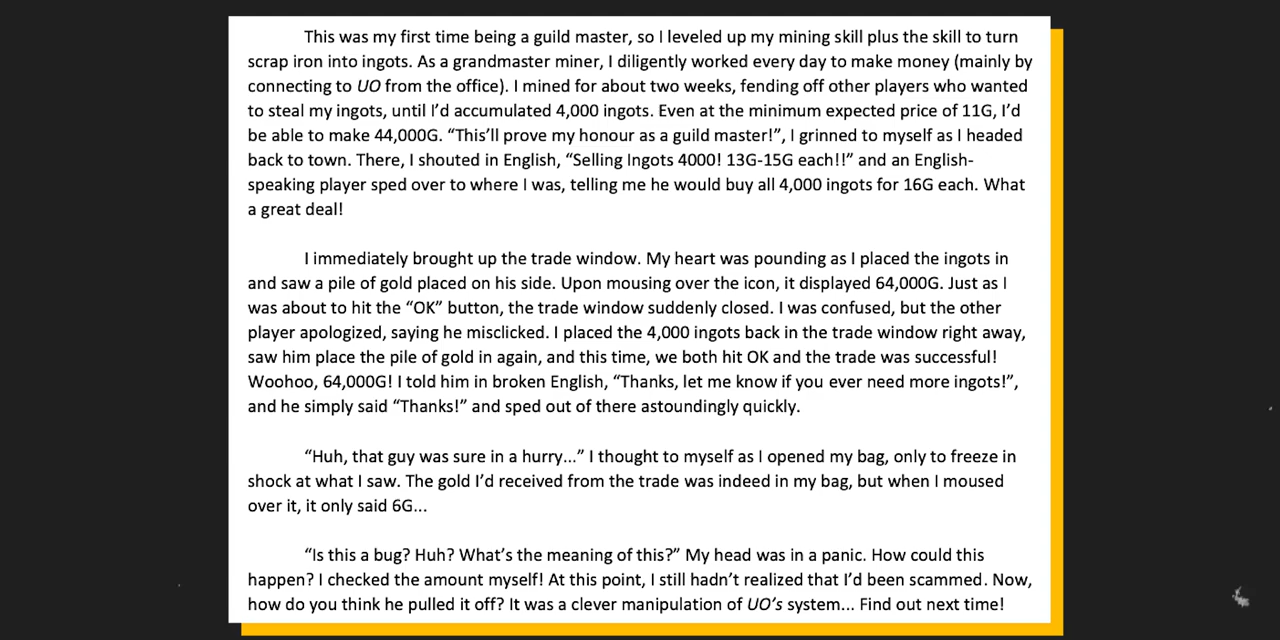 This was my first time being a guild master, so I leveled up my mining skill plus the skill to turn
scrap iron into ingots. As a grandmaster miner, I diligently worked every day to make money (mainly by
connecting to UO from the office). I mined for about two weeks, fending off other players who wanted
to steal my ingots, until I’d accumulated 4,000 ingots. Even at the minimum expected price of 11G, I’d
be able to make 44,000G. “This’ll prove my honour as a guild master!”, I grinned to myself as I headed
back to town. There, I shouted in English, “Selling Ingots 4000! 13G-15G each!!” and an English-
speaking player sped over to where I was, telling me he would buy all 4,000 ingots for 16G each. What
a great deal!
I immediately brought up the trade window. My heart was pounding as I placed the ingots in
and saw a pile of gold placed on his side. Upon mousing over the icon, it displayed 64,000G. Just as I
was about to hit the “OK” button, the trade window suddenly closed. I was confused, but the other
player apologized, saying he misclicked. I placed the 4,000 ingots back in the trade window right away,
saw him place the pile of gold in again, and this time, we both hit OK and the trade was successful!
Woohoo, 64,000G! I told him in broken English, “Thanks, let me know if you ever need more ingots!”,
and he simply said “Thanks!” and sped out of there astoundingly quickly.
“Huh, that guy was sure in a hurry...” I thought to myself as I opened my bag, only to freeze in
shock at what I saw. The gold I’d received from the trade was indeed in my bag, but when I moused
over it, it only said 6G...
“Is this a bug? Huh? What’s the meaning of this?” My head was in a panic. How could this
happen? I checked the amount myself! At this point, I still hadn’t realized that I’d been scammed. Now,
how do you think he pulled it off? It was a clever manipulation of UO’s system... Find out next time!